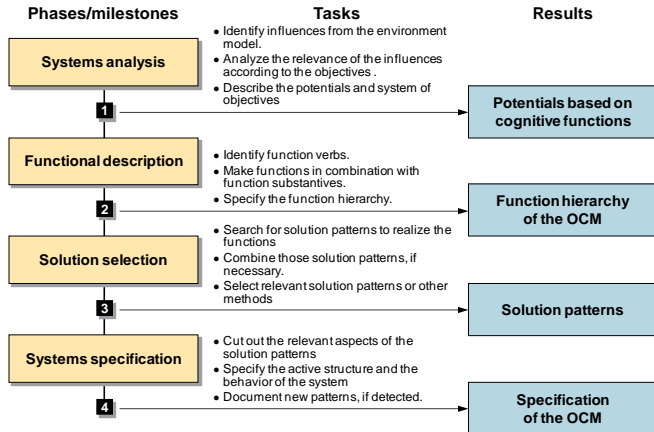 Phases/milestones
Tasks
Results
Systems analysis
• Identify influences from the environment
model.
• Analyze the relevance of the influences
according to the objectives .
• Describe the potentials and system of
objectives
1
Potentials based on
cognitive functions
Functional description
• Identify function verbs.
• Make functions in combination with
function substantives.
• Specify the function hierarchy.
2
Function hierarchy
of the OCM
Solution selection
• Search for solution patterns to realize the
functions
• Combine those solution patterns, if
necessary.
• Select relevant solution patterns or other
methods
3
Solution patterns
Systems specification
• Cut out the relevant aspects of the
solution patterns
• Specify the active structure and the
behavior of the system
• Document new patterns, if detected.
4
Specification
of the OCM